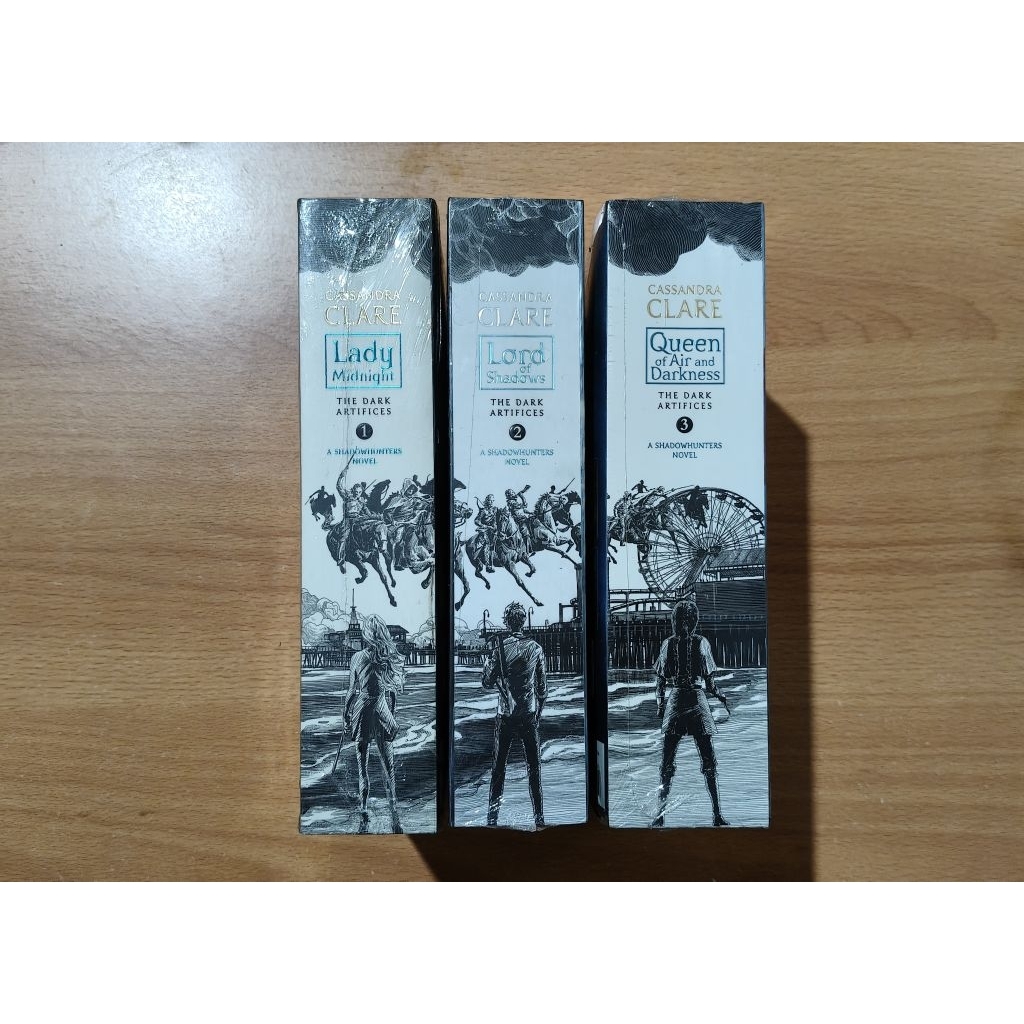 CASSANDRA
CLARE
Lady
Midnight
THE DARK
ARTIFICES
1
A SHADOWHUNTERS
NOVEL
CASSANDRA
CLARE
Lord
of
Shadows
THE DARK
ARTIFICES
2
A SHADOWHUNTERS
NOVEL
CASSANDRA
CLARE
Queen
of Air and
Darkness
THE DARK
ARTIFICES
3
A SHADOWHUNTERS
NOVEL